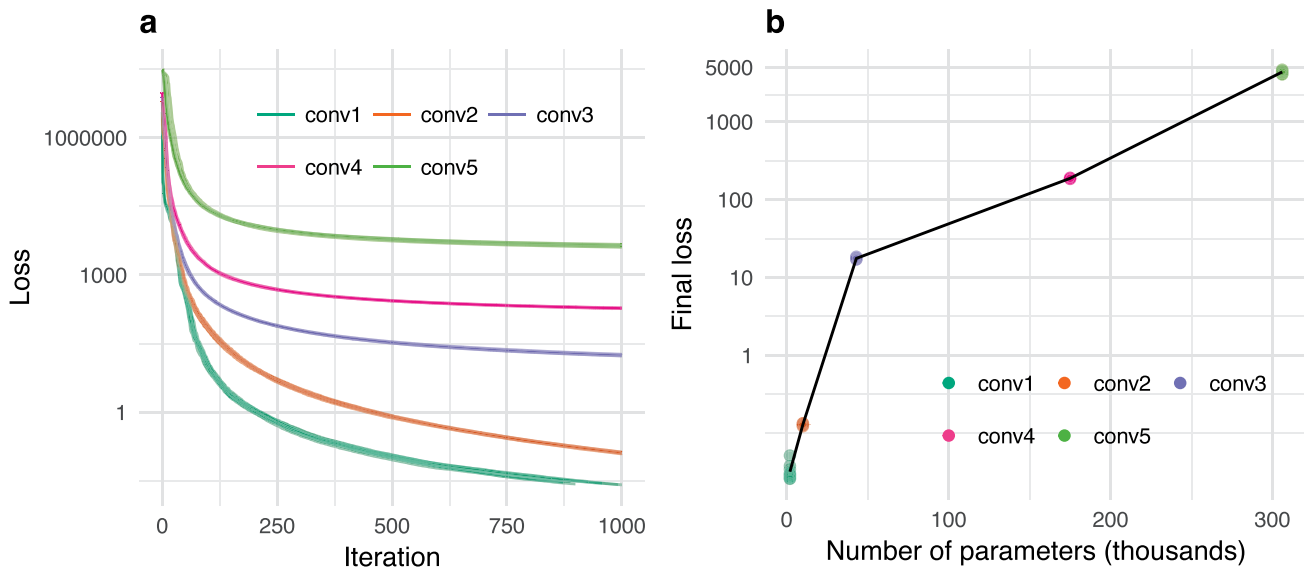 a
Loss
1000000
1000
1
conv1 conv2 conv3
conv4 conv5
0 250 500 750 1000
Iteration
b
Final loss
5000
1000
100
10
1
conv1 conv2 conv3
conv4 conv5
0 100 200 300
Number of parameters (thousands)